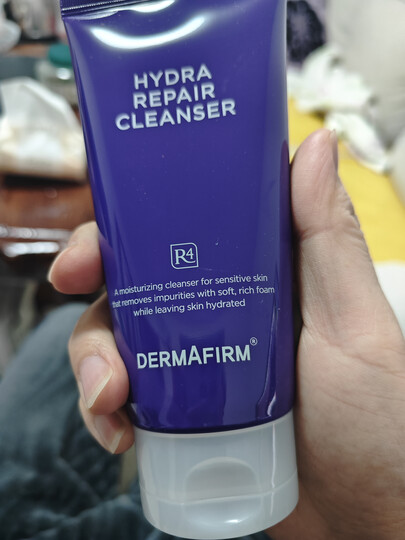 HYDRA
REPAIR
CLEANSER
R4
A moisturizing cleanser for sensitive skin
that removes impurities with soft, rich foam
while leaving skin hydrated
DERMAFIRM®